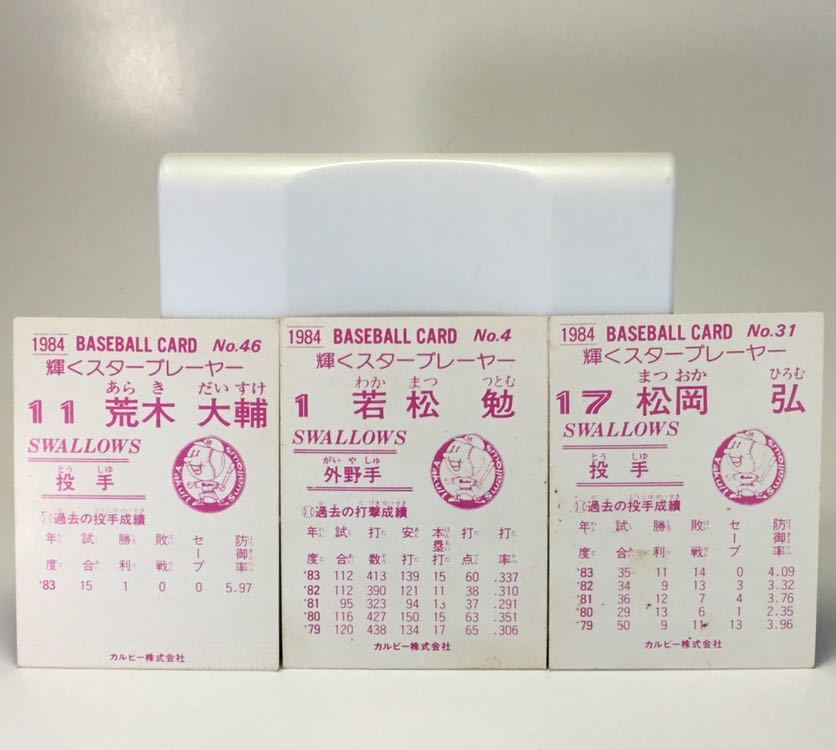 1984 BASEBALL CARD No.46
輝くスタープレーヤー
あら き だい すけ
11 荒木 大輔
SWALLOWS
とう しゅ
投手
過去の投手成績
年度 試合 勝利 敗戦 セーブ 防御率
'83 15 1 0 0 5.97
カルビー株式会社
1984 BASEBALL CARD No.4
輝くスタープレーヤー
わか まつ つとむ
1 若松 勉
SWALLOWS
がい や しゅ
外野手
過去の打撃成績
年度 試合 打数 安打 本塁打 打点 打率
'83 112 413 139 15 60 .337
'82 112 390 121 11 38 .310
'81 95 323 94 13 37 .291
'80 116 427 150 15 63 .351
'79 120 438 134 17 65 .306
カルビー株式会社
1984 BASEBALL CARD No.31
輝くスタープレーヤー
まつ おか ひろむ
17 松岡 弘
SWALLOWS
とう しゅ
投手
過去の投手成績
年度 試合 勝利 敗戦 セーブ 防御率
'83 35 11 14 0 4.09
'82 34 9 13 3 3.32
'81 36 12 7 4 3.76
'80 29 13 6 1 2.35
'79 50 9 11 13 3.96
カルビー株式会社